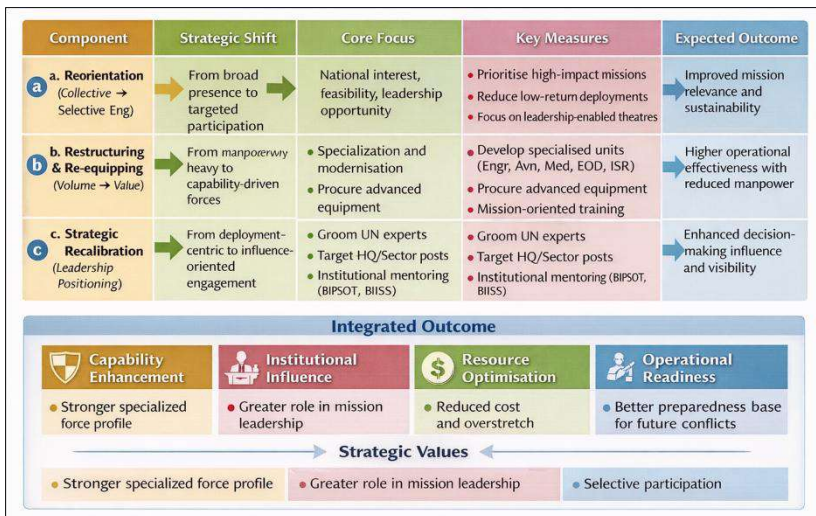 Component Strategic Shift Core Focus Key Measures Expected Outcome
a
a. Reorientation
(Collective →
Selective Eng)
From broad
presence to
targeted
participation
National interest,
feasibility, leadership
opportunity
• Prioritise high-impact missions
• Reduce low-return deployments
• Focus on leadership-enabled theatres
Improved mission
relevance and
sustainability
b
b. Restructuring
& Re-equipping
(Volume → Value)
From
heavy to
capability-driven
forces
• Specialization and
modernisation
• Procure advanced
equipment
• Develop specialised units
(Engr, Avn, Med, EOD, ISR)
• Procure advanced equipment
• Mission-oriented training
Higher operational
effectiveness with
reduced manpower
c
c. Strategic
Recalibration
(Leadership
Positioning)
From deployment-
centric to influence-
oriented
engagement
• Groom UN experts
• Target HQ/Sector posts
• Institutional mentoring
(BIPSOT, BIISS)
• Groom UN experts
• Target HQ/Sector posts
• Institutional mentoring (BIPSOT,
BIISS)
Enhanced decision-
making influence
and visibility
Integrated Outcome
Capability
Enhancement
• Stronger specialized
force profile
Institutional
Influence
• Greater role in mission
leadership
$
Resource
Optimisation
• Reduced cost
and overstretch
Operational
Readiness
• Better preparedness base
for future conflicts
Strategic Values
• Stronger specialized force profile
• Greater role in mission leadership
• Selective participation